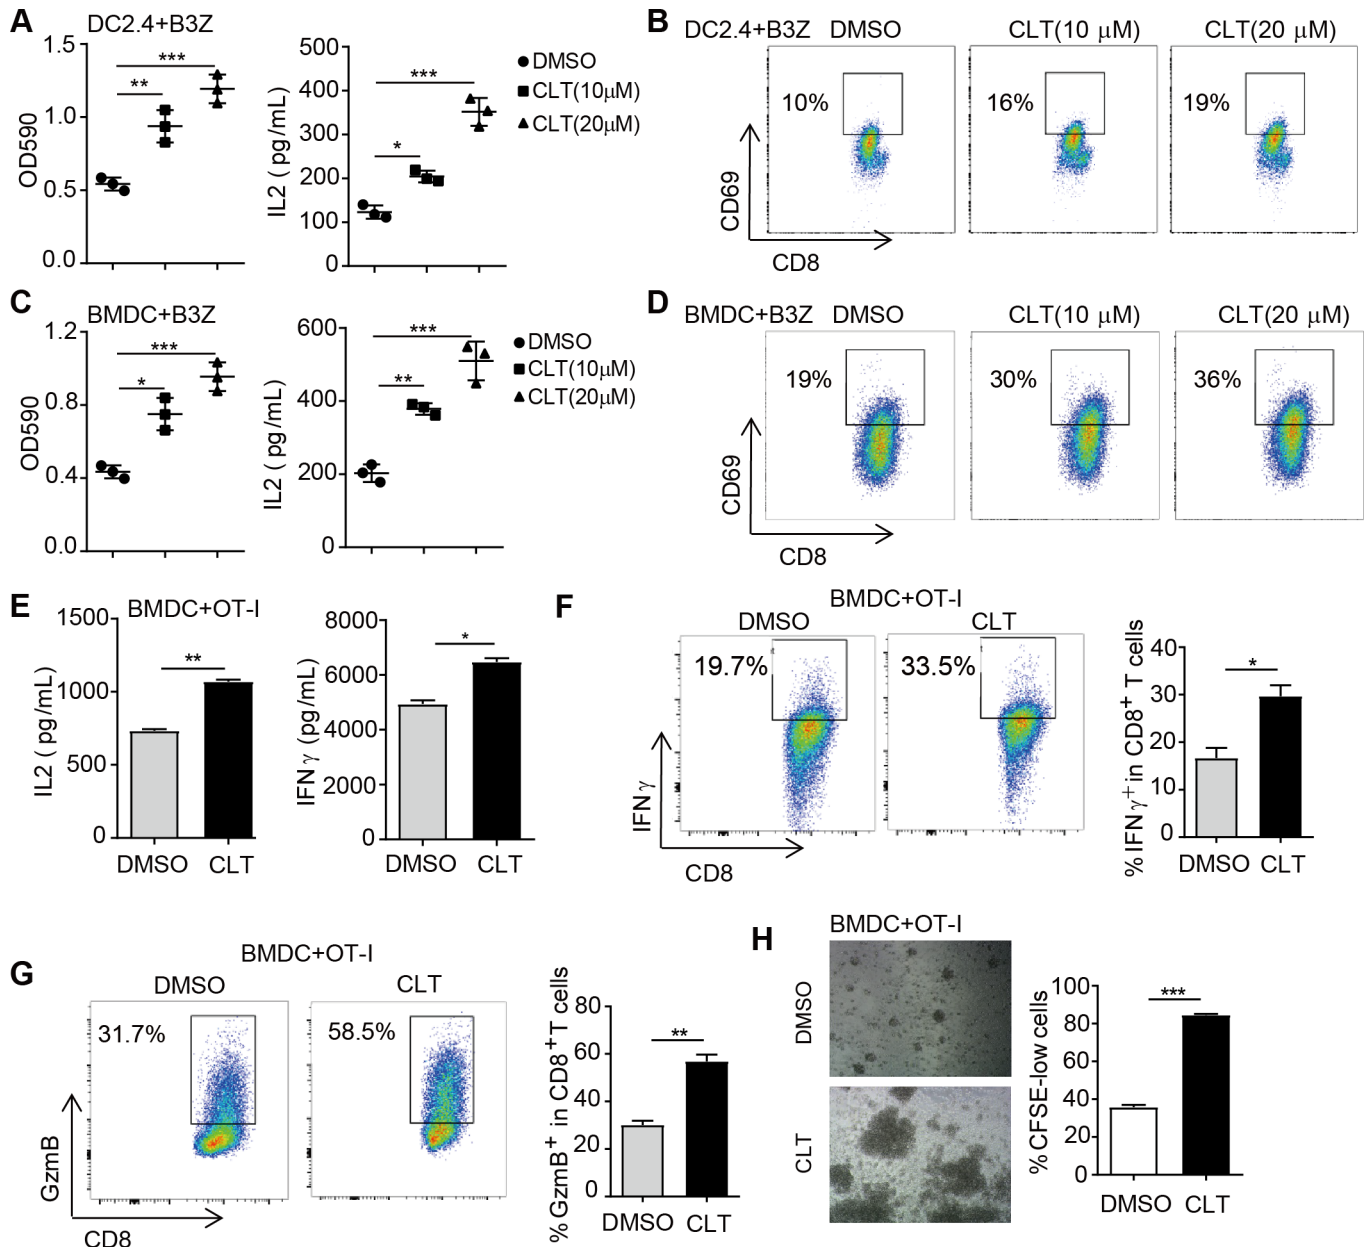 A
DC2.4+B3Z
OD590
1.5
1.0
0.5
0.0
**
***
IL2 ( pg/mL)
500
400
300
200
100
0
*
***
DMSO
CLT(10μM)
CLT(20μM)
B
DC2.4+B3Z DMSO CLT(10 μM) CLT(20 μM)
10%
16%
19%
CD69
CD8
C
BMDC+B3Z
OD590
1.2
0.8
0.4
0.0
*
***
IL2 ( pg/mL)
600
400
200
0
**
***
DMSO
CLT(10μM)
CLT(20μM)
D
BMDC+B3Z DMSO CLT(10 μM) CLT(20 μM)
19%
30%
36%
CD69
CD8
E
BMDC+OT-I
IL2 ( pg/mL)
1500
1000
500
0
**
DMSO CLT
IFNγ (pg/mL)
8000
6000
4000
2000
0
*
DMSO CLT
F
BMDC+OT-I
DMSO CLT
19.7%
33.5%
IFNγ
CD8
% IFNγ+ in CD8+ T cells
40
30
20
10
0
*
DMSO CLT
G
BMDC+OT-I
DMSO CLT
31.7%
58.5%
GzmB
CD8
% GzmB+ in CD8+T cells
80
60
40
20
0
**
DMSO CLT
H
BMDC+OT-I
DMSO
CLT
% CFSE-low cells
100
80
60
40
20
0
***
DMSO CLT